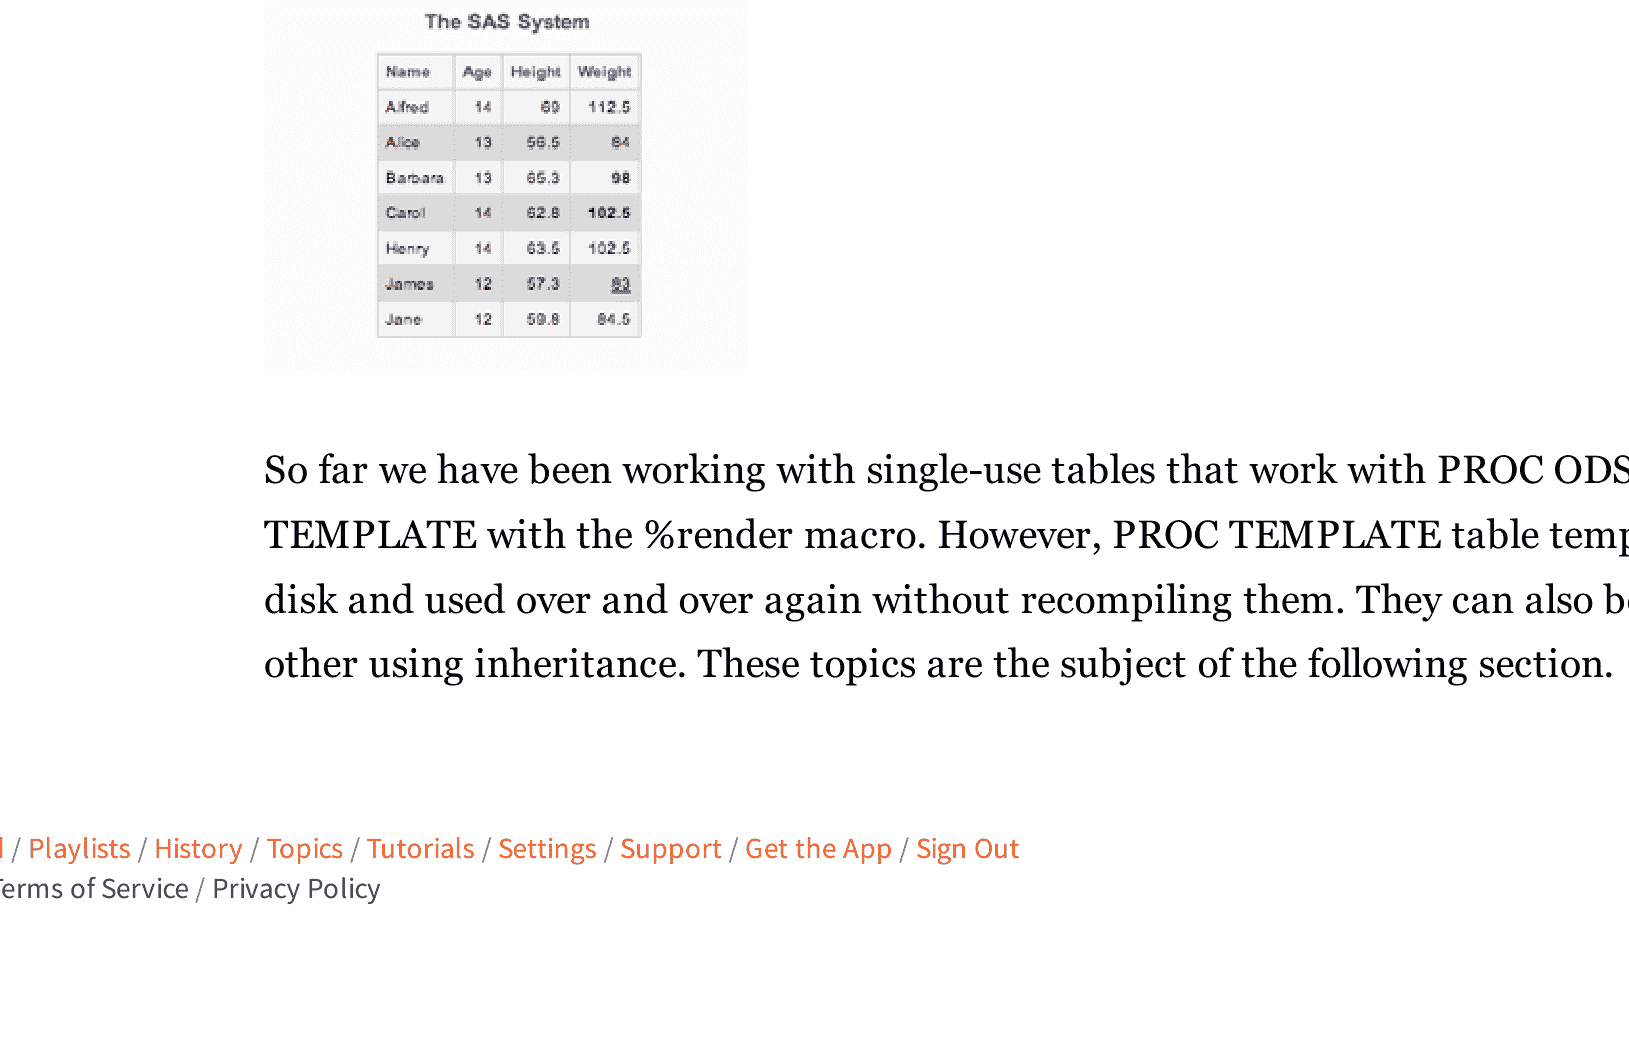 The SAS System
Name Age Height Weight
Alfred 14 69 112.5
Alice 13 56.5 84
Barbara 13 65.3 98
Carol 14 62.8 102.5
Henry 14 63.5 102.5
James 12 57.3 83
Jane 12 59.8 84.5
So far we have been working with single-use tables that work with PROC ODS
TEMPLATE with the %render macro. However, PROC TEMPLATE table temp
disk and used over and over again without recompiling them. They can also b
other using inheritance. These topics are the subject of the following section.
/ Playlists / History / Topics / Tutorials / Settings / Support / Get the App / Sign Out
Terms of Service / Privacy Policy